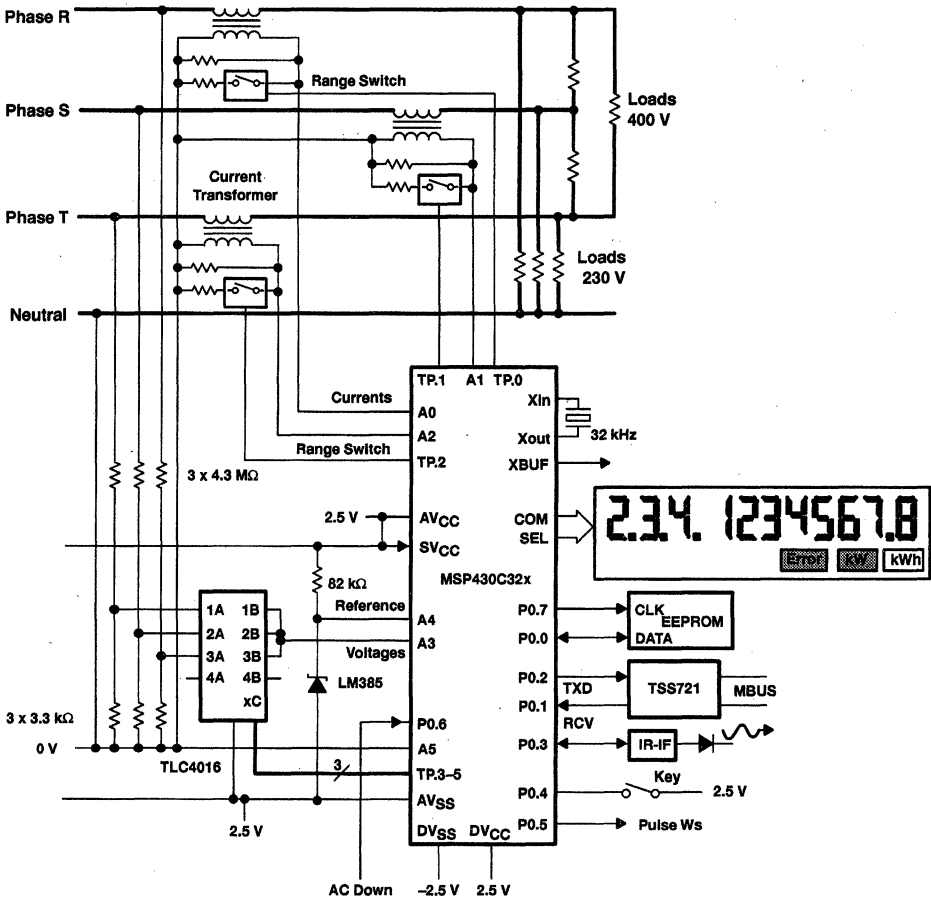 Phase R
Range Switch
Phase S
Loads
400 V
Current
Transformer
Phase T
Loads
230 V
Neutral
TP.1 A1 TP.0
Currents
A0
Xin
A2
Xout
32 kHz
Range Switch
TP.2
XBUF
3 x 4.3 MΩ
2.5 V
AVCC
COM
SEL
2.3.4. 1234567.8
SVCC
Error kW kWh
82 kΩ
MSP430C32x
Reference
A4
1A 1B
2A 2B
3A 3B
4A 4B
xC
Voltages
A3
P0.7
CLK
EEPROM
P0.0
DATA
LM385
P0.2
TXD
TSS721
MBUS
P0.1
RCV
3 x 3.3 kΩ
P0.6
0 V
A5
P0.3
IR-IF
TLC4016
3
TP.3–5
Key
P0.4
2.5 V
AVSS
2.5 V
P0.5
Pulse Ws
DVSS DVCC
AC Down
–2.5 V
2.5 V